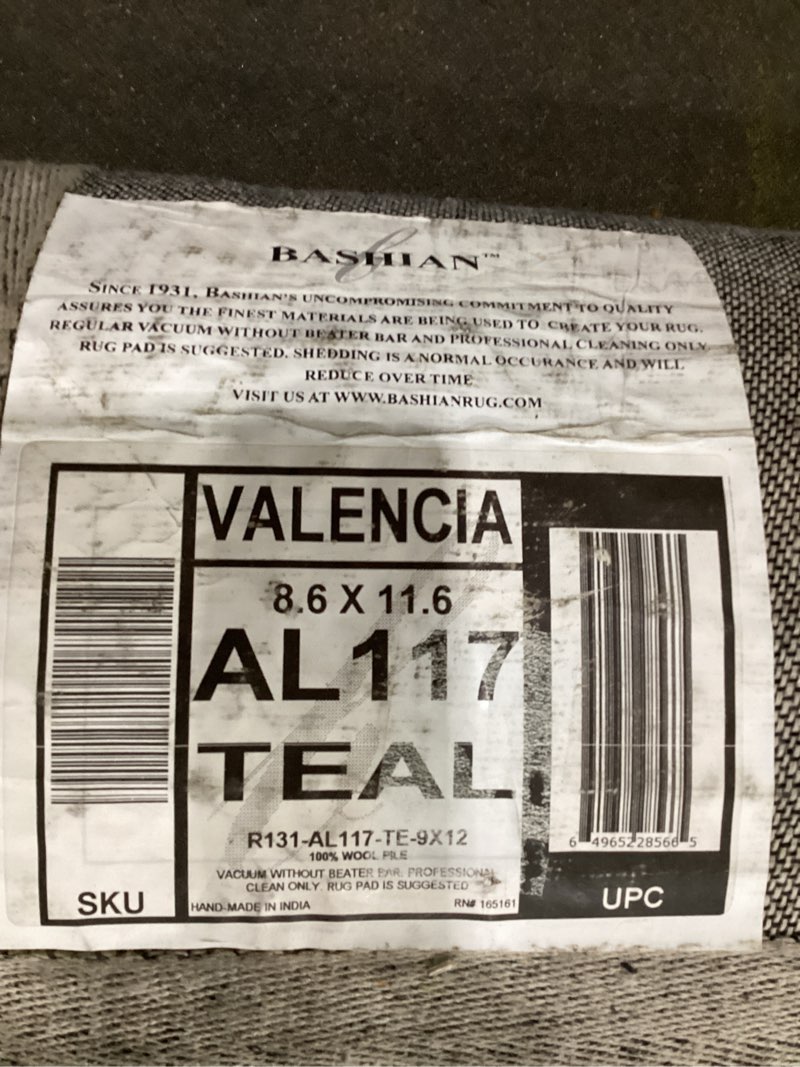 BASHIAN™
SINCE 1931, BASHIAN'S UNCOMPROMISING COMMITMENT TO QUALITY
ASSURES YOU THE FINEST MATERIALS ARE BEING USED TO CREATE YOUR RUG.
REGULAR VACUUM WITHOUT BEATER BAR AND PROFESSIONAL CLEANING ONLY.
RUG PAD IS SUGGESTED. SHEDDING IS A NORMAL OCCURANCE AND WILL
REDUCE OVER TIME
VISIT US AT WWW.BASHIANRUG.COM
VALENCIA
8.6 X 11.6
AL117
TEAL
R131-AL117-TE-9X12
100% WOOL PILE
VACUUM WITHOUT BEATER BAR. PROFESSIONAL
CLEAN ONLY. RUG PAD IS SUGGESTED
HAND-MADE IN INDIA RN# 165161
SKU
6 4965228566 5
UPC